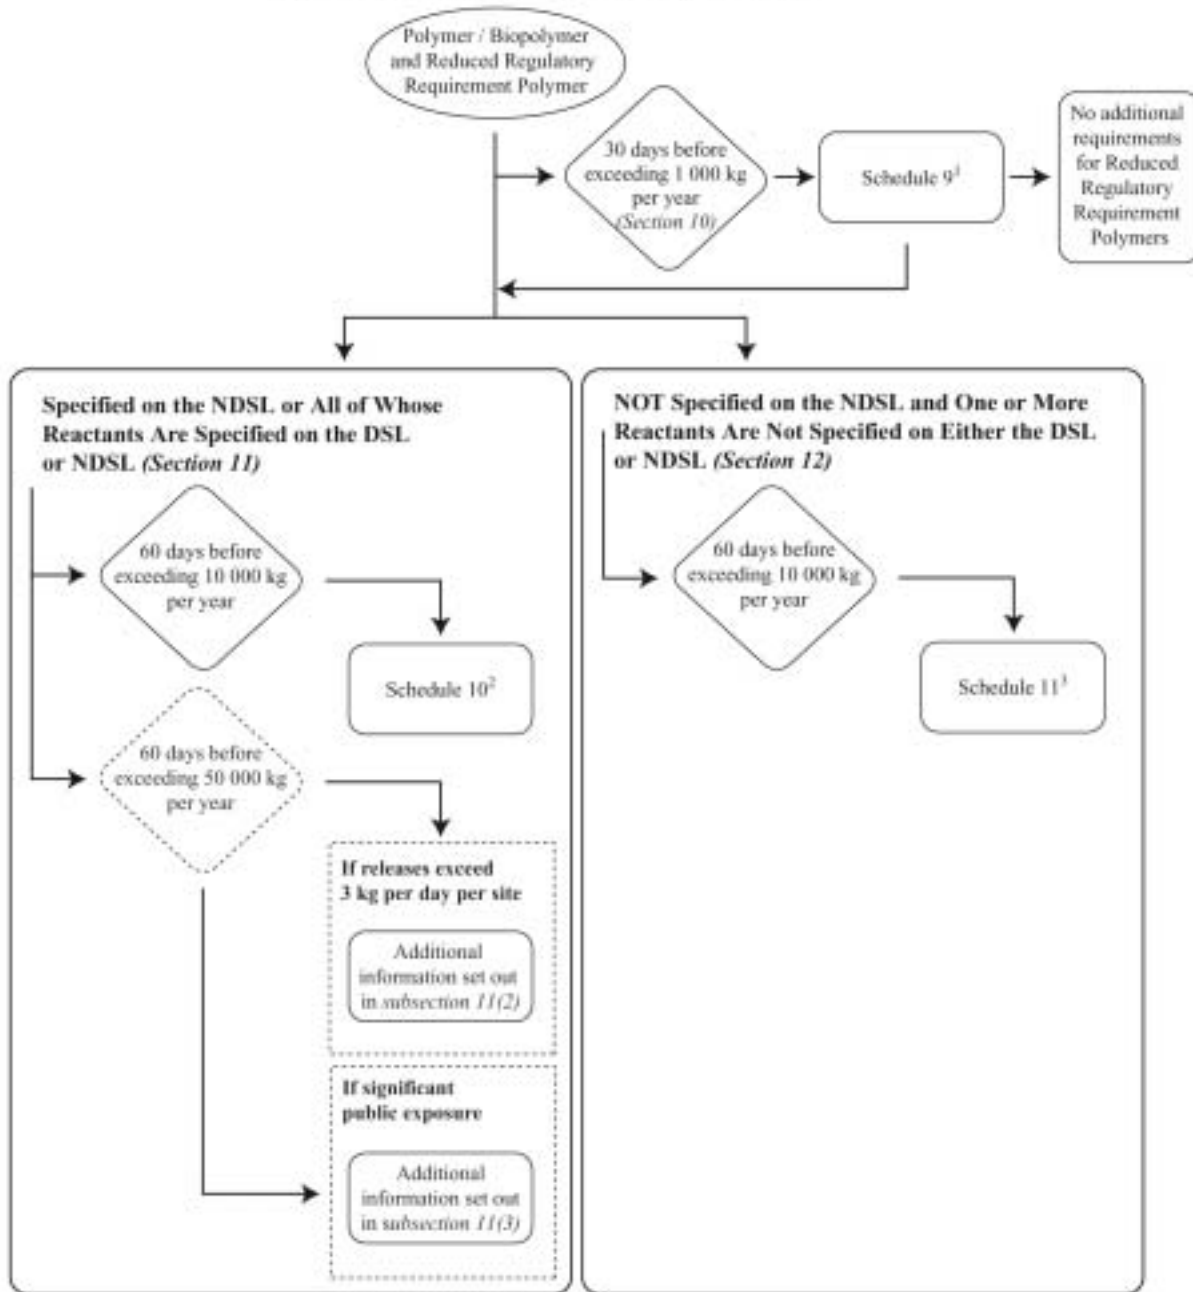 Polymer / Biopolymer
and Reduced Regulatory
Requirement Polymer
30 days before
exceeding 1 000 kg
per year
(Section 10)
Schedule 9¹
No additional
requirements
for Reduced
Regulatory
Requirement
Polymers
Specified on the NDSL or All of Whose
Reactants Are Specified on the DSL
or NDSL (Section 11)
60 days before
exceeding 10 000 kg
per year
Schedule 10²
60 days before
exceeding 50 000 kg
per year
If releases exceed
3 kg per day per site
Additional
information set out
in subsection 11(2)
If significant
public exposure
Additional
information set out
in subsection 11(3)
NOT Specified on the NDSL and One or More
Reactants Are Not Specified on Either the DSL
or NDSL (Section 12)
60 days before
exceeding 10 000 kg
per year
Schedule 11³